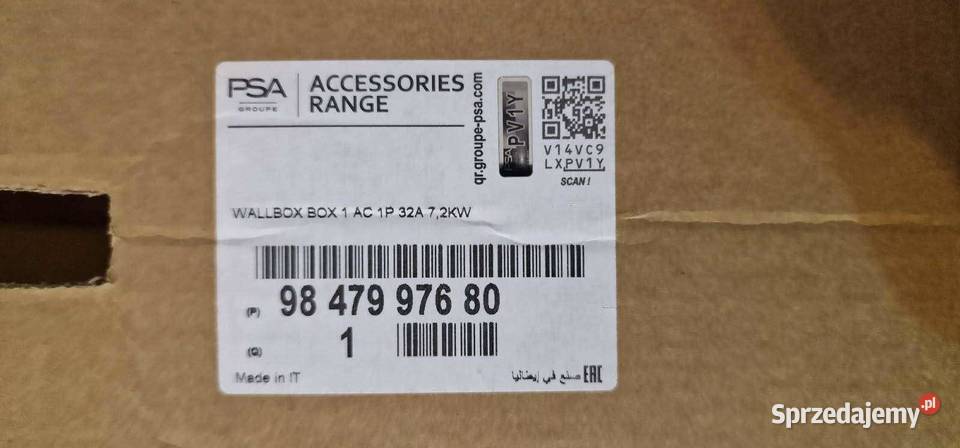 PSA
GROUPE
ACCESSORIES
RANGE
qr.groupe-psa.com
PSA PV1Y
V14VC9
LXPV1Y
SCAN!
WALLBOX BOX 1 AC 1P 32A 7,2KW
(P) 98 479 976 80
(Q) 1
Made in IT
صنع في إيطاليا EAC
Sprzedajemy.pl